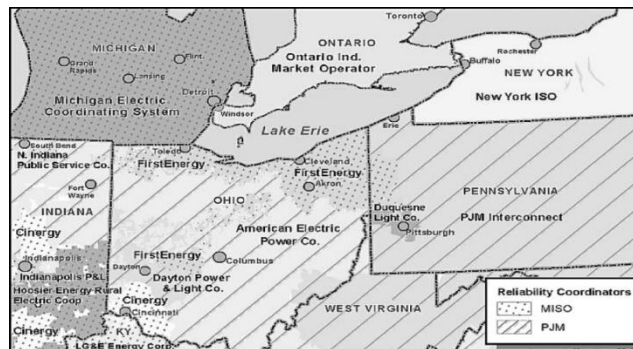 Toronto
MICHIGAN
Flint
Grand
Rapids
Lansing
ONTARIO
Ontario Ind.
Market Operator
Rochester
Buffalo
NEW YORK
New York ISO
Detroit
Michigan Electric
Coordinating System
Windsor
Lake Erie
Erie
South Bend
N. Indiana
Public Service Co.
Toledo
FirstEnergy
Cleveland
FirstEnergy
Akron
Fort
Wayne
INDIANA
OHIO
PENNSYLVANIA
PJM Interconnect
Duquesne
Light Co.
Pittsburgh
Cinergy
American Electric
Power Co.
Indianapolis
Indianapolis P&L
Hoosier Energy Rural
Electric Coop
FirstEnergy
Columbus
Dayton
Dayton Power
& Light Co.
Cinergy
Cincinnati
Cinergy
KY
LG&E Energy Corp.
WEST VIRGINIA
Reliability Coordinators
MISO
PJM